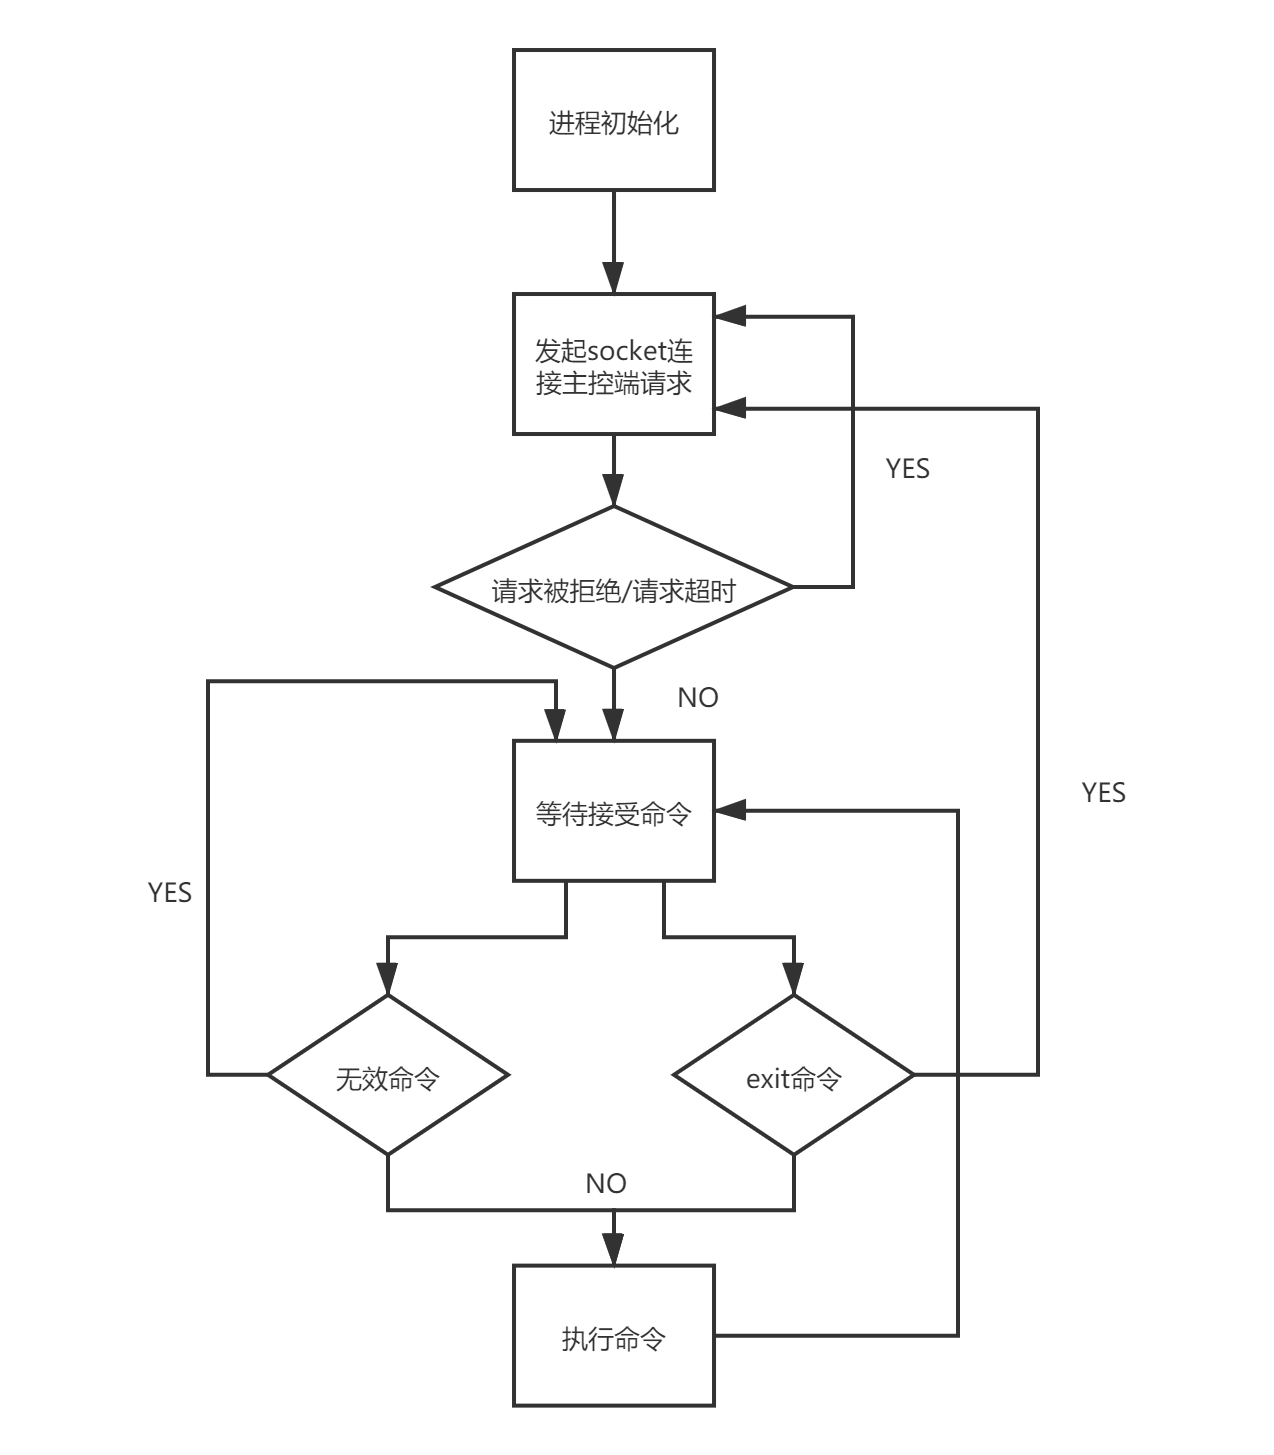 进程初始化
发起socket连
接主控端请求
YES
请求被拒绝/请求超时
NO
等待接受命令
YES
YES
无效命令
exit命令
NO
执行命令